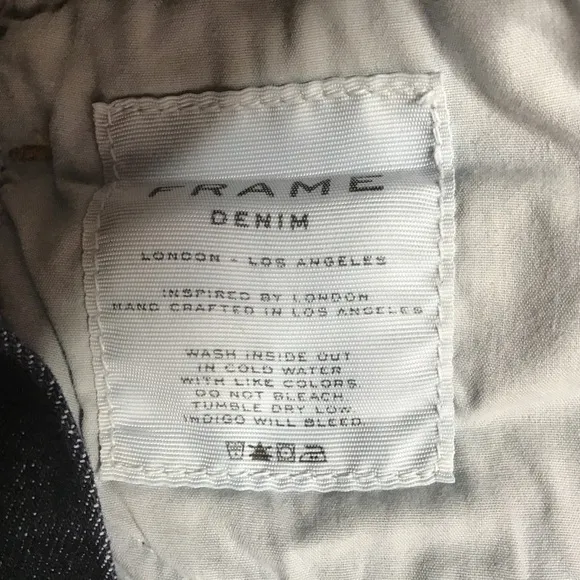 FRAME
DENIM
LONDON - LOS ANGELES
INSPIRED BY LONDON
HAND CRAFTED IN LOS ANGELES
WASH INSIDE OUT
IN COLD WATER
WITH LIKE COLORS.
DO NOT BLEACH.
TUMBLE DRY LOW.
INDIGO WILL BLEED.